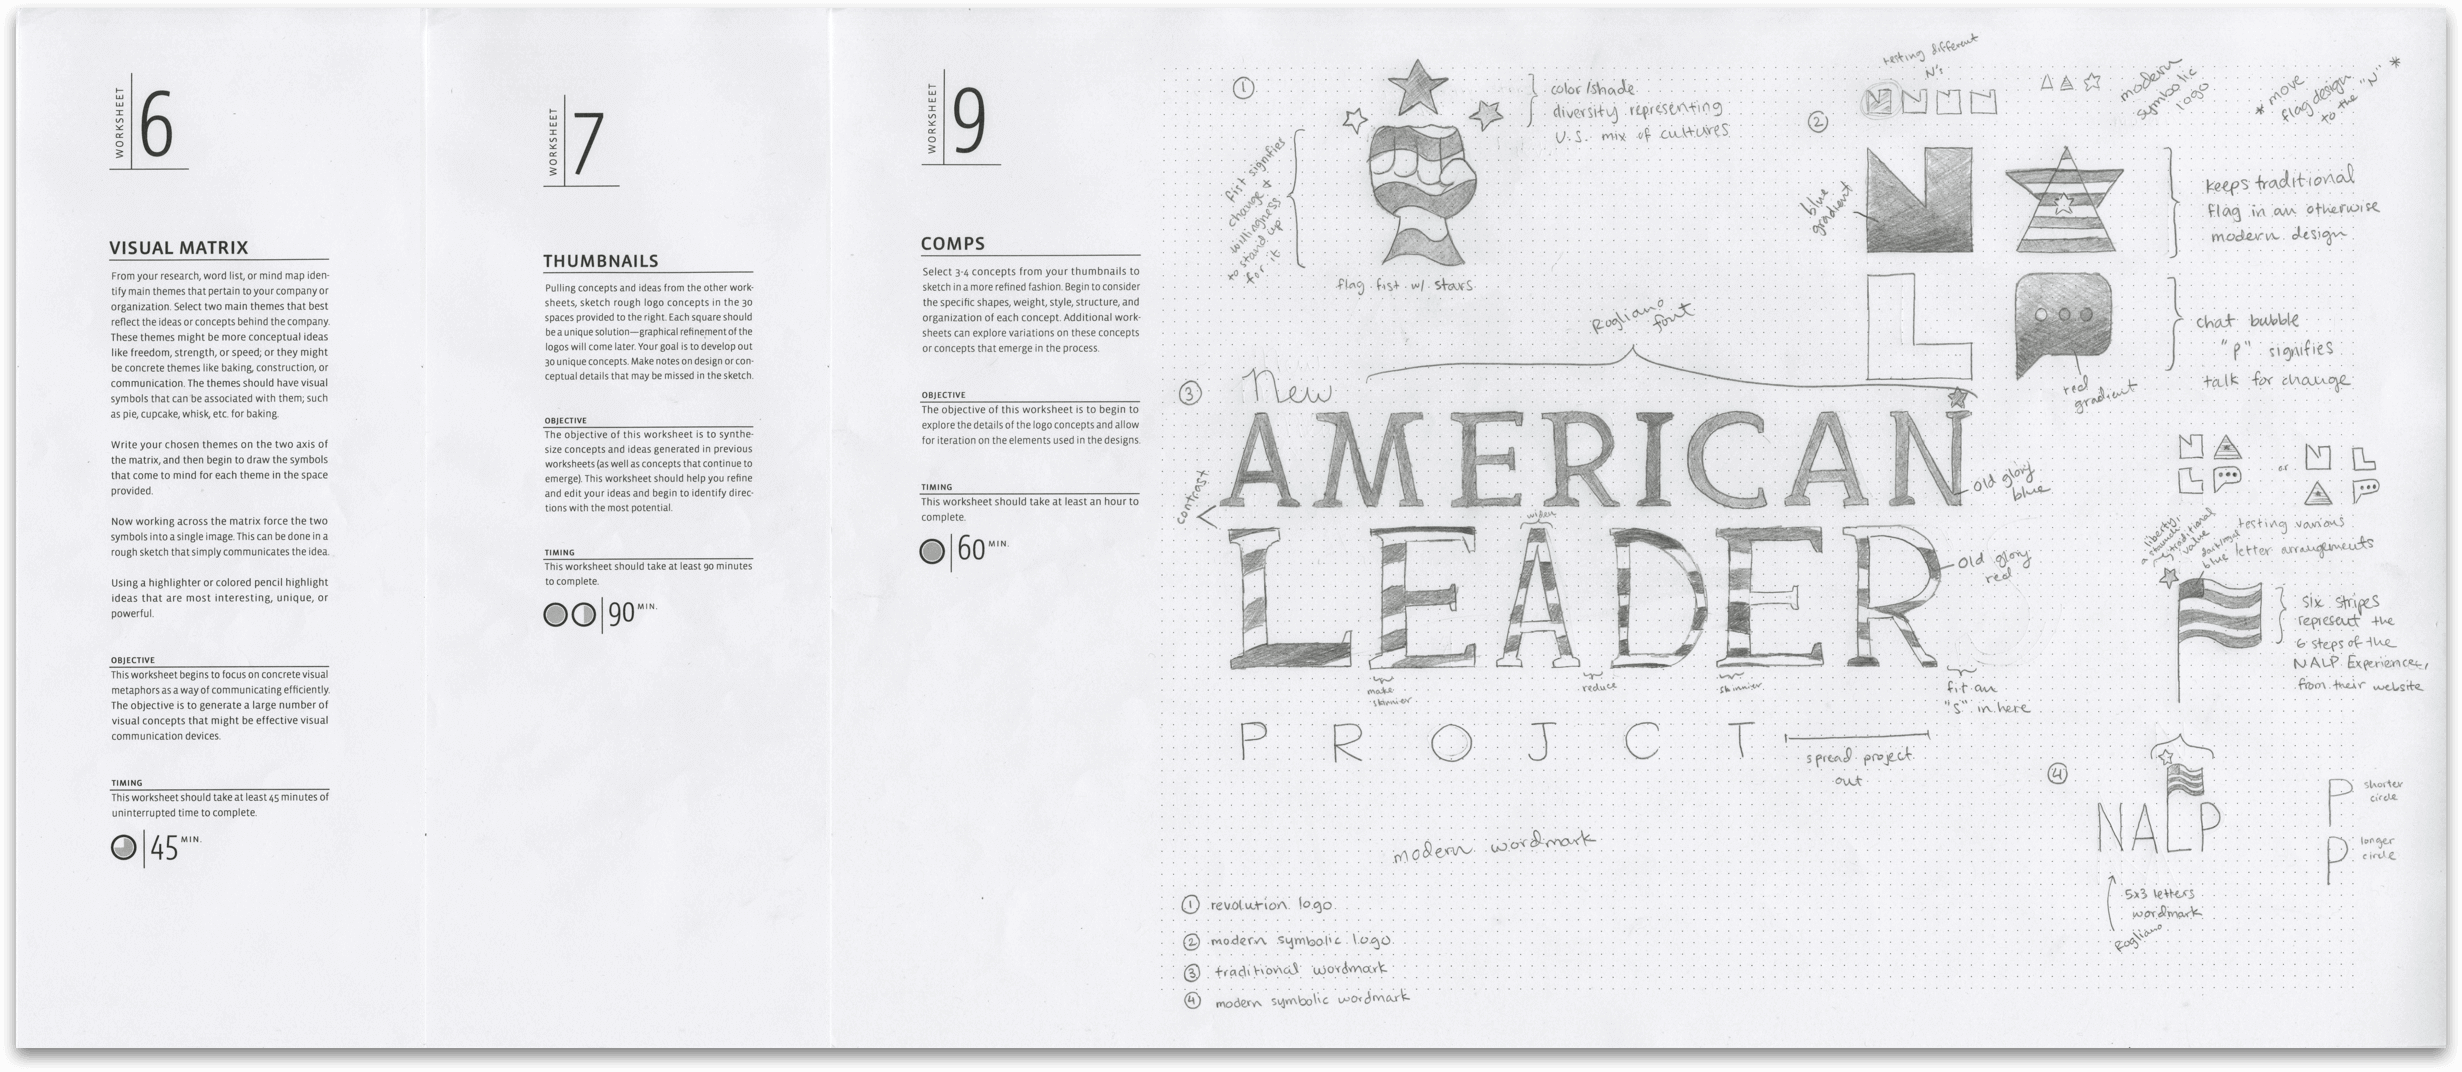 WORKSHEET 6
VISUAL MATRIX
From your research, word list, or mind map iden-
tify main themes that pertain to your company or
organization. Select two main themes that best
reflect the ideas or concepts behind the company.
These themes might be more conceptual ideas
like freedom, strength, or speed; or they might
be concrete themes like baking, construction, or
communication. The themes should have visual
symbols that can be associated with them; such
as pie, cupcake, whisk, etc. for baking.
Write your chosen themes on the two axis of
the matrix, and then begin to draw the symbols
that come to mind for each theme in the space
provided.
Now working across the matrix force the two
symbols into a single image. This can be done in a
rough sketch that simply communicates the idea.
Using a highlighter or colored pencil highlight
ideas that are most interesting, unique, or
powerful.
OBJECTIVE
This worksheet begins to focus on concrete visual
metaphors as a way of communicating efficiently.
The objective is to generate a large number of
visual concepts that might be effective visual
communication devices.
TIMING
This worksheet should take at least 45 minutes of
uninterrupted time to complete.
45 MIN.
WORKSHEET 7
THUMBNAILS
Pulling concepts and ideas from the other work-
sheets, sketch rough logo concepts in the 30
spaces provided to the right. Each square should
be a unique solution—graphical refinement of the
logos will come later. Your goal is to develop out
30 unique concepts. Make notes on design or con-
ceptual details that may be missed in the sketch.
OBJECTIVE
The objective of this worksheet is to synthe-
size concepts and ideas generated in previous
worksheets (as well as concepts that continue to
emerge). This worksheet should help you refine
and edit your ideas and begin to identify direc-
tions with the most potential.
TIMING
This worksheet should take at least 90 minutes
to complete.
90 MIN.
WORKSHEET 9
COMPS
Select 3-4 concepts from your thumbnails to
sketch in a more refined fashion. Begin to consider
the specific shapes, weight, style, structure, and
organization of each concept. Additional work-
sheets can explore variations on these concepts
or concepts that emerge in the process.
OBJECTIVE
The objective of this worksheet is to begin to
explore the details of the logo concepts and allow
for iteration on the elements used in the designs.
TIMING
This worksheet should take at least an hour to
complete.
60 MIN.
1
color/shade
diversity representing
U.S. mix of cultures
fist signifies
change &
willingness
to stand up
for it
flag fist w/ stars
2
testing different
N's
modern
symbolic
logo
* move
flag design
to the "N" *
blue
gradient
keeps traditional
flag in an otherwise
modern design
chat bubble
"P" signifies
talk for change
red
gradient
N
L
Rogliano
font
3
New
AMERICAN
old glory
blue
contrast
widen
LEADER
old glory
red
make
skinnier
reduce
skinnier
fit an
"S" in here
P R O J C T
spread project
out
modern wordmark
or
testing various
letter arrangements
liberty,
traditional
value
blue
six stripes
represent the
6 steps of the
NALP Experience,
from their website
4
NALP
P shorter
circle
P longer
circle
5x3 letters
wordmark
Rogliano
1 revolution logo
2 modern symbolic logo
3 traditional wordmark
4 modern symbolic wordmark